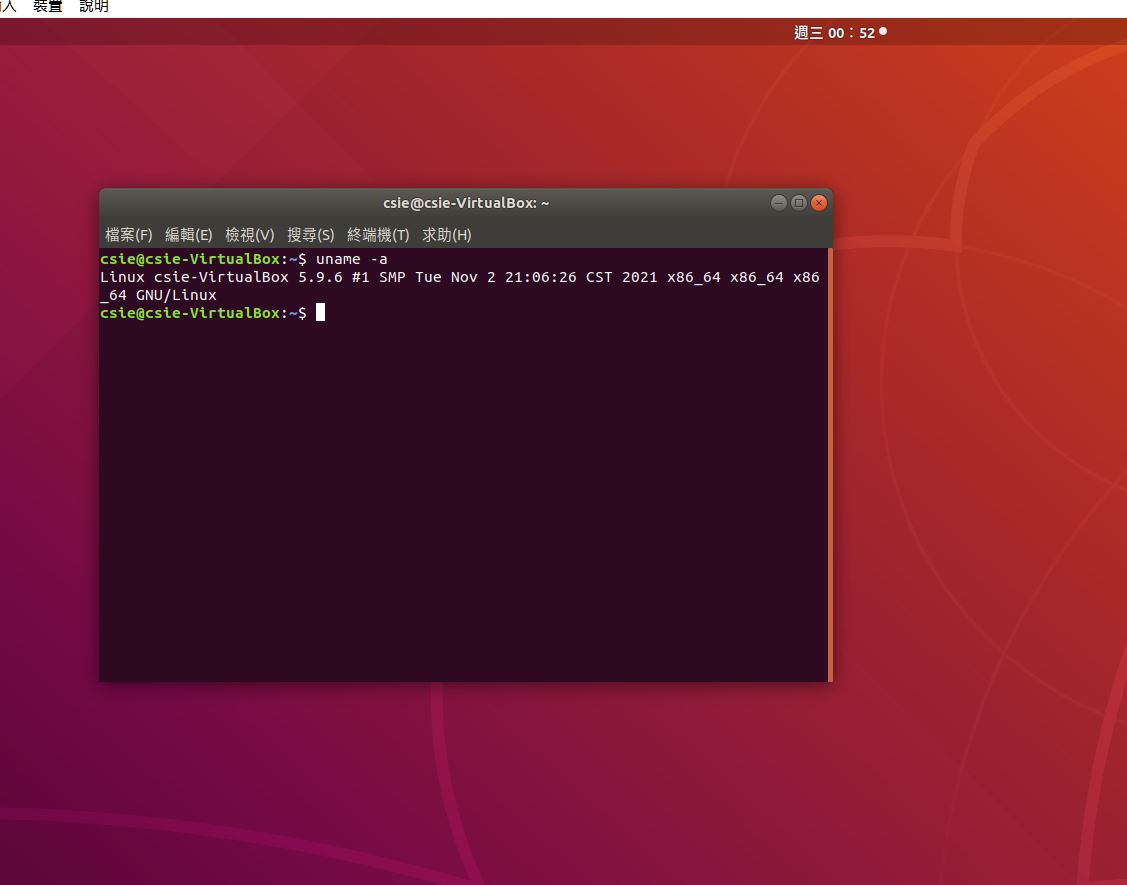 入 裝置 說明
週三 00：52
csie@csie-VirtualBox: ~
檔案(F) 編輯(E) 檢視(V) 搜尋(S) 終端機(T) 求助(H)
csie@csie-VirtualBox:~$ uname -a
Linux csie-VirtualBox 5.9.6 #1 SMP Tue Nov 2 21:06:26 CST 2021 x86_64 x86_64 x86
_64 GNU/Linux
csie@csie-VirtualBox:~$